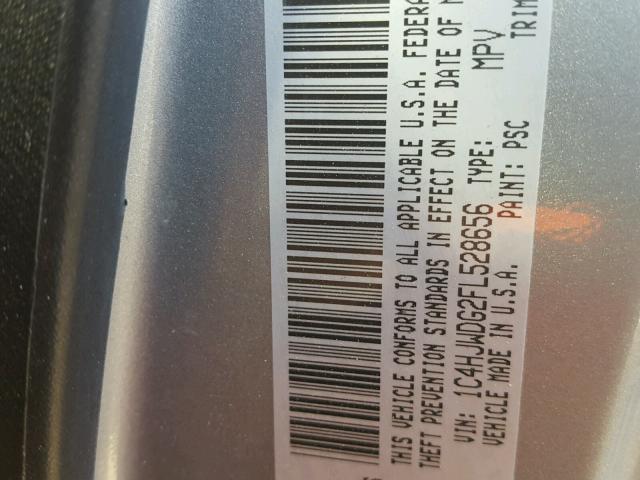 THIS VEHICLE CONFORMS TO ALL APPLICABLE U.S.A. FEDERA
THEFT PREVENTION STANDARDS IN EFFECT ON THE DATE OF
VIN: 1C4HJWDG2FL528656 TYPE: MPV
VEHICLE MADE IN U.S.A. PAINT: PSC TRIM